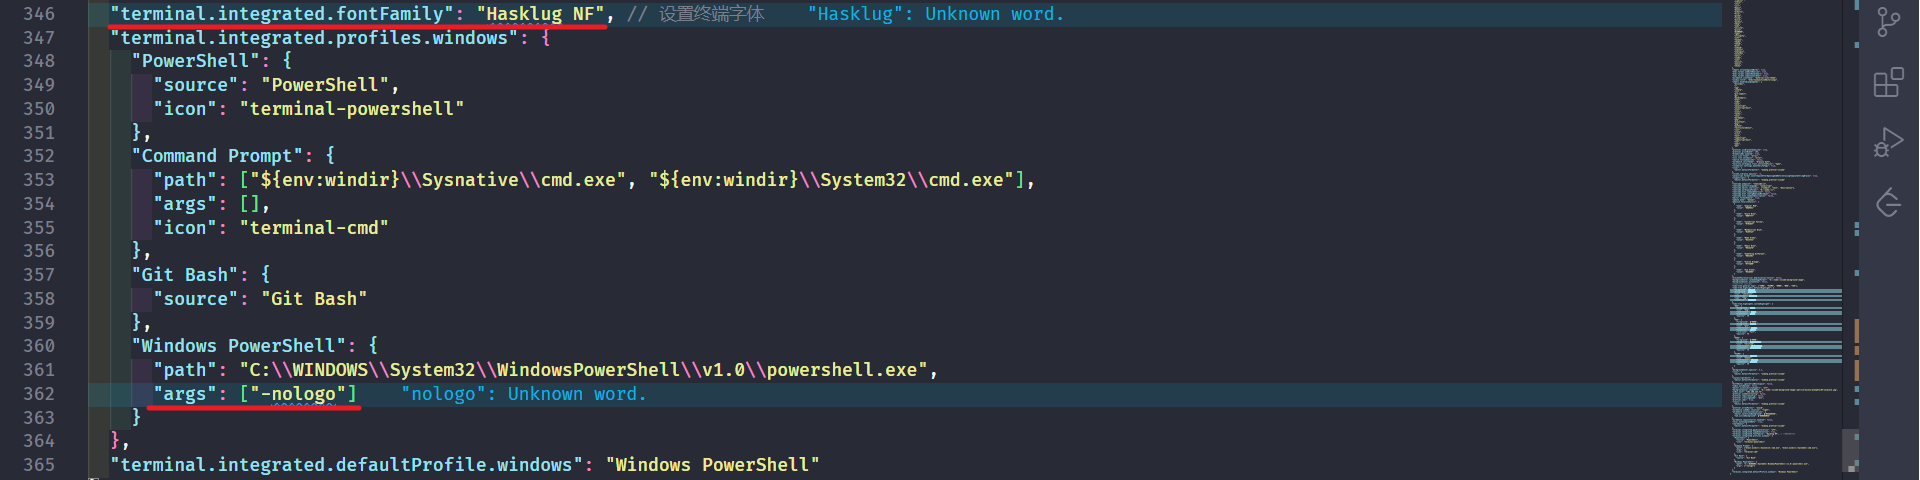 346 "terminal.integrated.fontFamily": "Hasklug NF", // 设置终端字体 "Hasklug": Unknown word.
347 "terminal.integrated.profiles.windows": {
348 "PowerShell": {
349 "source": "PowerShell",
350 "icon": "terminal-powershell"
351 },
352 "Command Prompt": {
353 "path": ["${env:windir}\\Sysnative\\cmd.exe", "${env:windir}\\System32\\cmd.exe"],
354 "args": [],
355 "icon": "terminal-cmd"
356 },
357 "Git Bash": {
358 "source": "Git Bash"
359 },
360 "Windows PowerShell": {
361 "path": "C:\\WINDOWS\\System32\\WindowsPowerShell\\v1.0\\powershell.exe",
362 "args": ["-nologo"] "nologo": Unknown word.
363 }
364 },
365 "terminal.integrated.defaultProfile.windows": "Windows PowerShell"